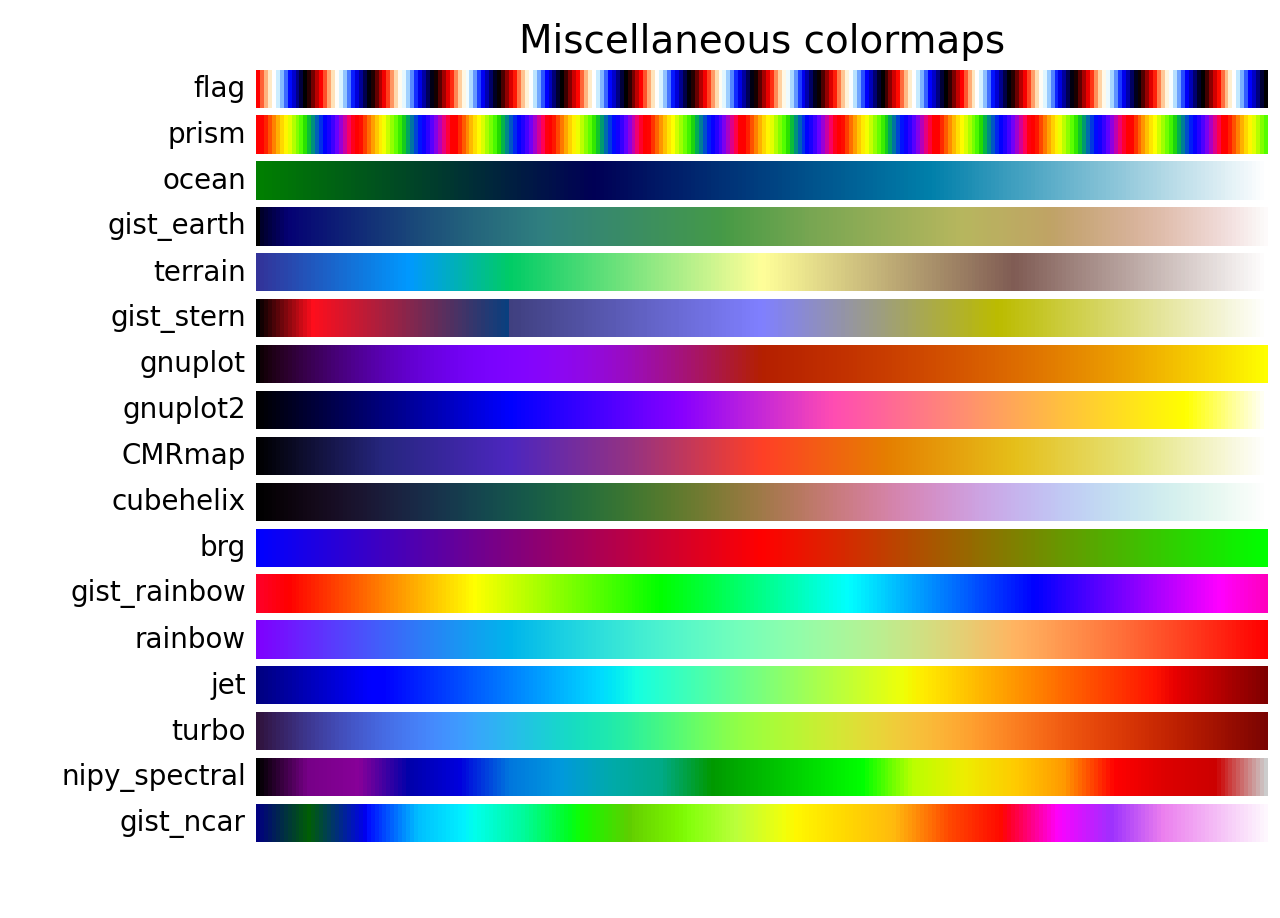 Miscellaneous colormaps
flag
prism
ocean
gist_earth
terrain
gist_stern
gnuplot
gnuplot2
CMRmap
cubehelix
brg
gist_rainbow
rainbow
jet
turbo
nipy_spectral
gist_ncar